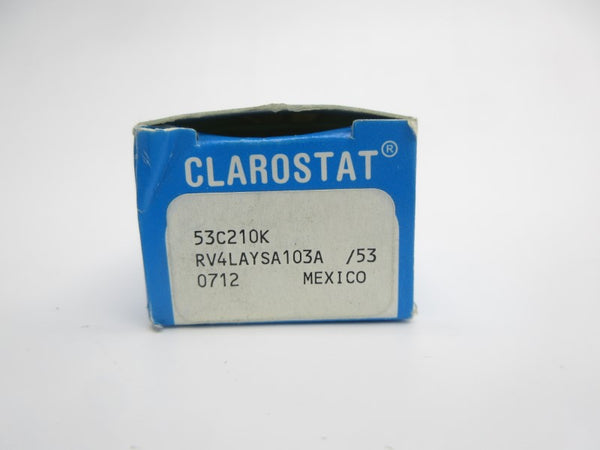 CLAROSTAT®
53C210K
RV4LAYSA103A /53
0712 MEXICO